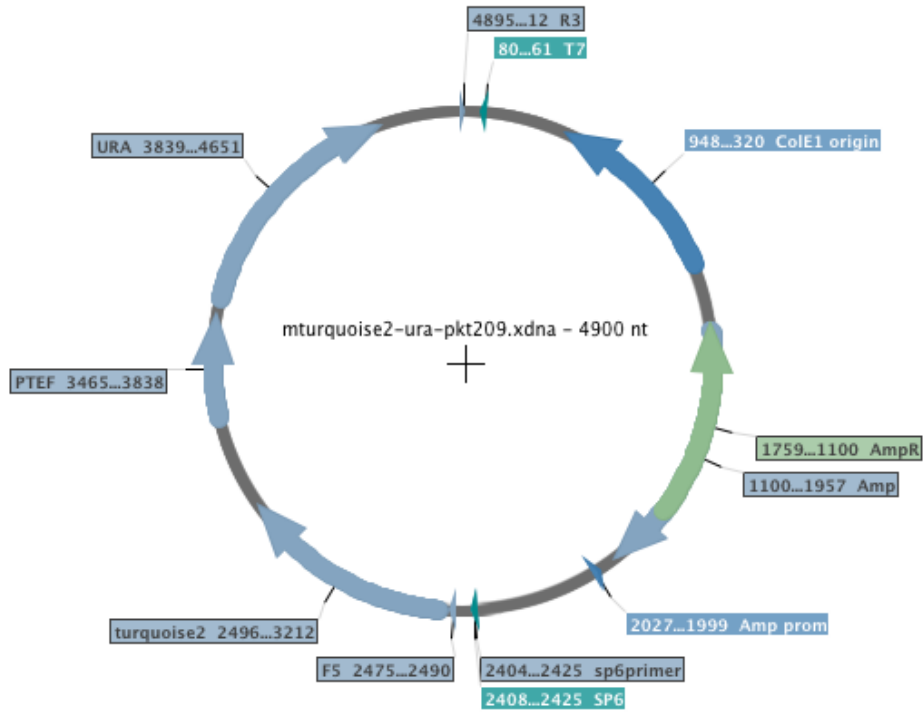 4895...12 R3
80...61 T7
URA 3839...4651
948...320 ColE1 origin
mturquoise2-ura-pkt209.xdna - 4900 nt
PTEF 3465...3838
1759...1100 AmpR
1100...1957 Amp
turquoise2 2496...3212
2027...1999 Amp prom
F5 2475...2490
2404...2425 sp6primer
2408...2425 SP6